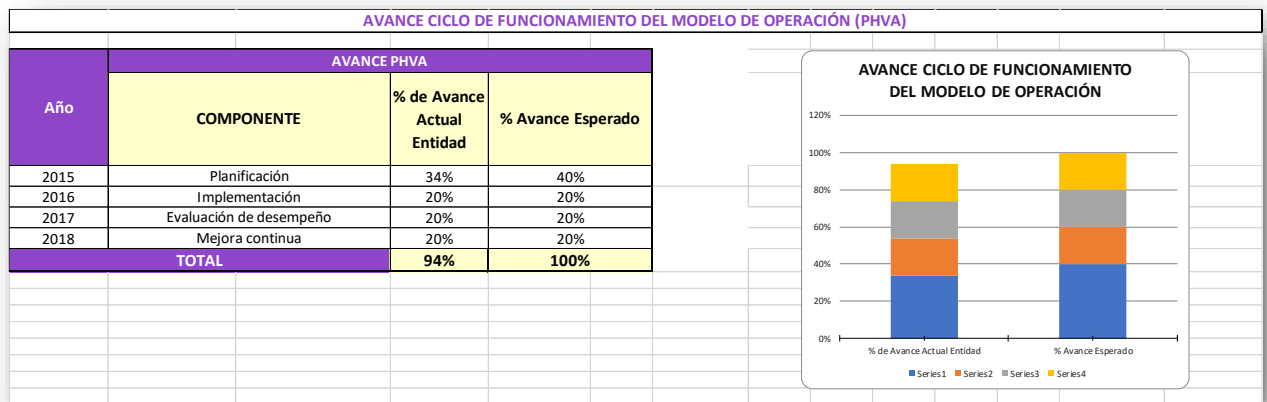 AVANCE CICLO DE FUNCIONAMIENTO DEL MODELO DE OPERACIÓN (PHVA)
Año
AVANCE PHVA
COMPONENTE
% de Avance
Actual
Entidad
% Avance Esperado
2015 Planificación 34% 40%
2016 Implementación 20% 20%
2017 Evaluación de desempeño 20% 20%
2018 Mejora continua 20% 20%
TOTAL 94% 100%
AVANCE CICLO DE FUNCIONAMIENTO
DEL MODELO DE OPERACIÓN
120%
100%
80%
60%
40%
20%
0%
% de Avance Actual Entidad % Avance Esperado
Series1 Series2 Series3 Series4